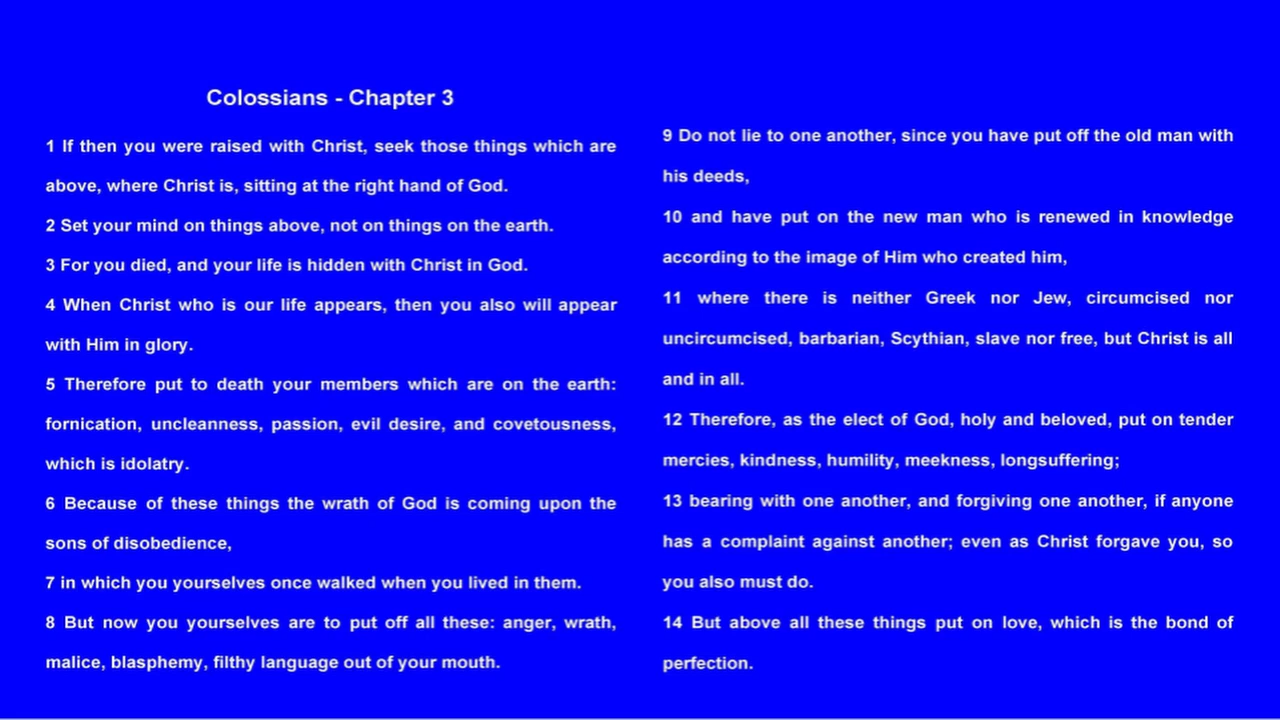 Colossians - Chapter 3
1 If then you were raised with Christ, seek those things which are
above, where Christ is, sitting at the right hand of God.
2 Set your mind on things above, not on things on the earth.
3 For you died, and your life is hidden with Christ in God.
4 When Christ who is our life appears, then you also will appear
with Him in glory.
5 Therefore put to death your members which are on the earth:
fornication, uncleanness, passion, evil desire, and covetousness,
which is idolatry.
6 Because of these things the wrath of God is coming upon the
sons of disobedience,
7 in which you yourselves once walked when you lived in them.
8 But now you yourselves are to put off all these: anger, wrath,
malice, blasphemy, filthy language out of your mouth.
9 Do not lie to one another, since you have put off the old man with
his deeds,
10 and have put on the new man who is renewed in knowledge
according to the image of Him who created him,
11 where there is neither Greek nor Jew, circumcised nor
uncircumcised, barbarian, Scythian, slave nor free, but Christ is all
and in all.
12 Therefore, as the elect of God, holy and beloved, put on tender
mercies, kindness, humility, meekness, longsuffering;
13 bearing with one another, and forgiving one another, if anyone
has a complaint against another; even as Christ forgave you, so
you also must do.
14 But above all these things put on love, which is the bond of
perfection.